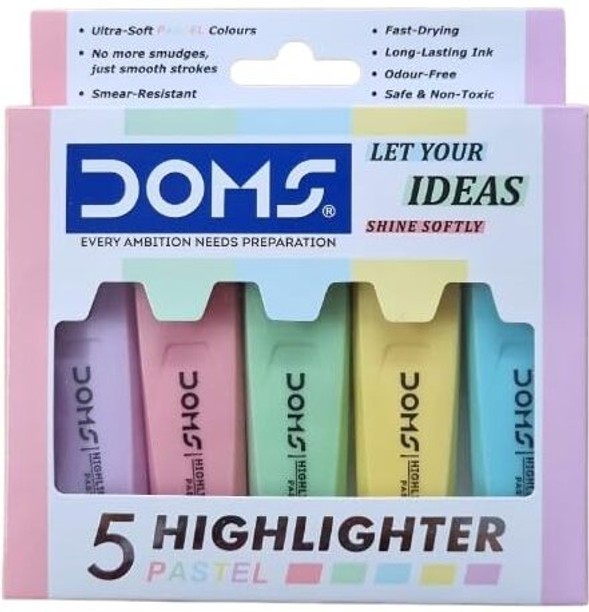 • Ultra-Soft PASTEL Colours
• No more smudges,
just smooth strokes
• Smear-Resistant
• Fast-Drying
• Long-Lasting Ink
• Odour-Free
• Safe & Non-Toxic
DOMS®
EVERY AMBITION NEEDS PREPARATION
LET YOUR
IDEAS
SHINE SOFTLY
DOMS
DOMS
DOMS
DOMS
DOMS
5 HIGHLIGHTER
PASTEL